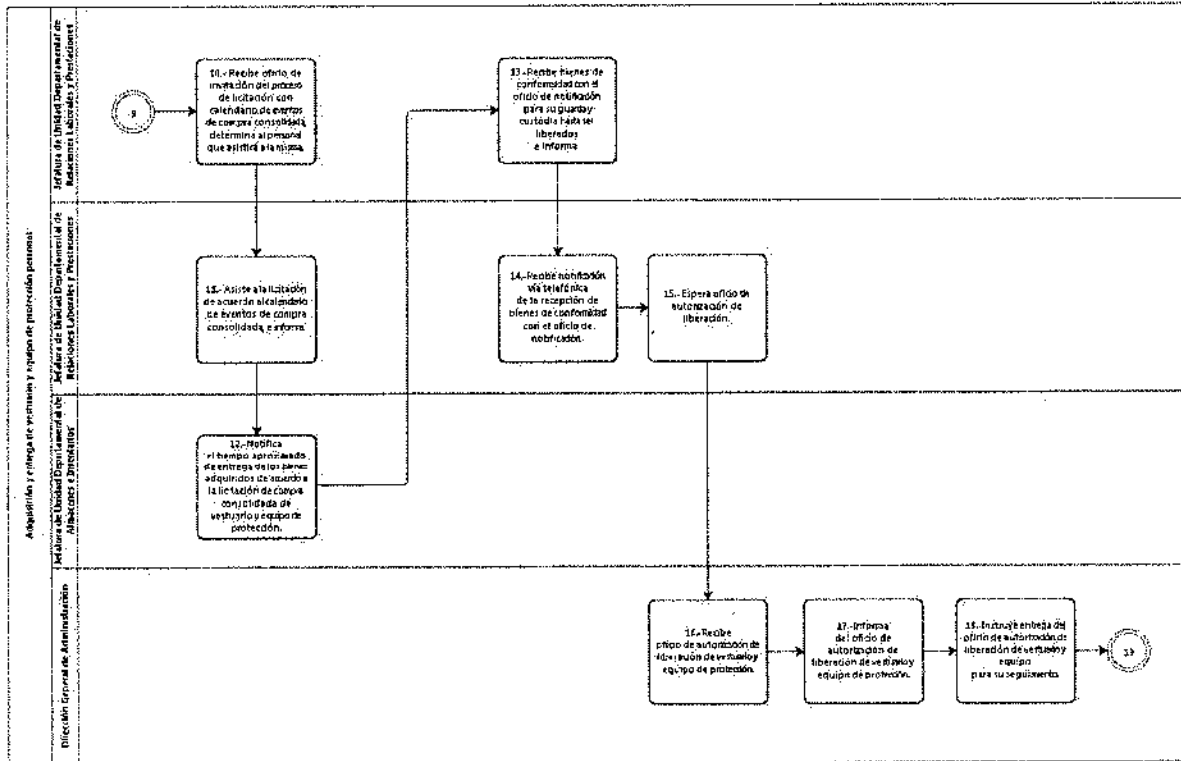 Adquisición y entrega de vestuario y equipo de protección personal
Jefatura de Unidad Departamental de
Relaciones Laborales y Prestaciones
9
10.- Recibe oficio de
invitación del proceso
de licitación con
calendario de eventos
de compra consolidada,
determina al personal
que asistirá a la misma.
13.- Recibe bienes de
conformidad con el
oficio de notificación
para su guarda y
custodia hasta ser
liberados
e informa
Jefatura de Unidad Departamental de
Relaciones Laborales y Prestaciones
11.- Asiste a la licitación
de acuerdo al calendario
de eventos de compra
consolidada, e informa.
14.- Recibe notificación
vía telefónica
de la recepción de
bienes de conformidad
con el oficio de
notificación.
15.- Espera oficio de
autorización de
liberación.
Jefatura de Unidad Departamental de
Almacenes e Inventarios
12.- Notifica
el tiempo aproximado
de entrega de los bienes
adquiridos de acuerdo a
la licitación de compra
consolidada de
vestuario y equipo de
protección.
Dirección General de Administración
16.- Recibe
oficio de autorización de
liberación de vestuario y
equipo de protección.
17.- Informa
del oficio de
autorización de
liberación de vestuario y
equipo de protección.
18.- Instruye entrega del
oficio de autorización de
liberación de vestuario y
equipo
para su seguimiento.
19